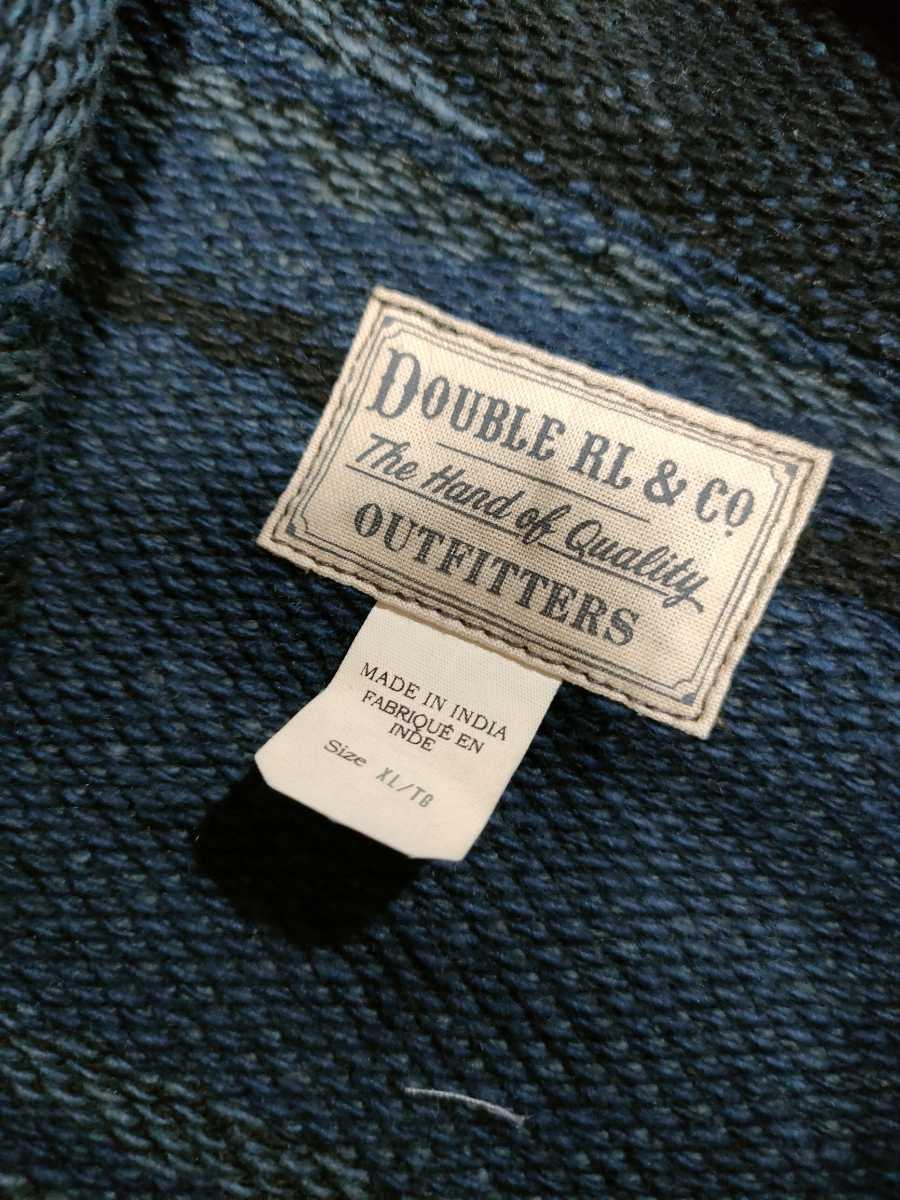 DOUBLE RL & CO
The Hand of Quality
OUTFITTERS
MADE IN INDIA
FABRIQUÉ EN
INDE
Size XL/TG